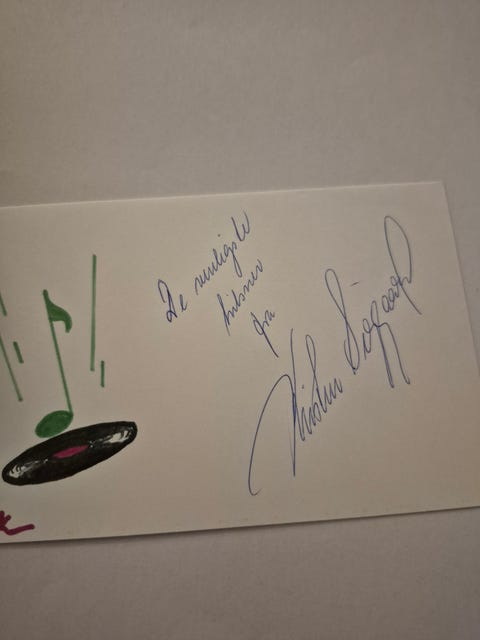 De venligste
hilsner
fra
Kirsten Siggaard